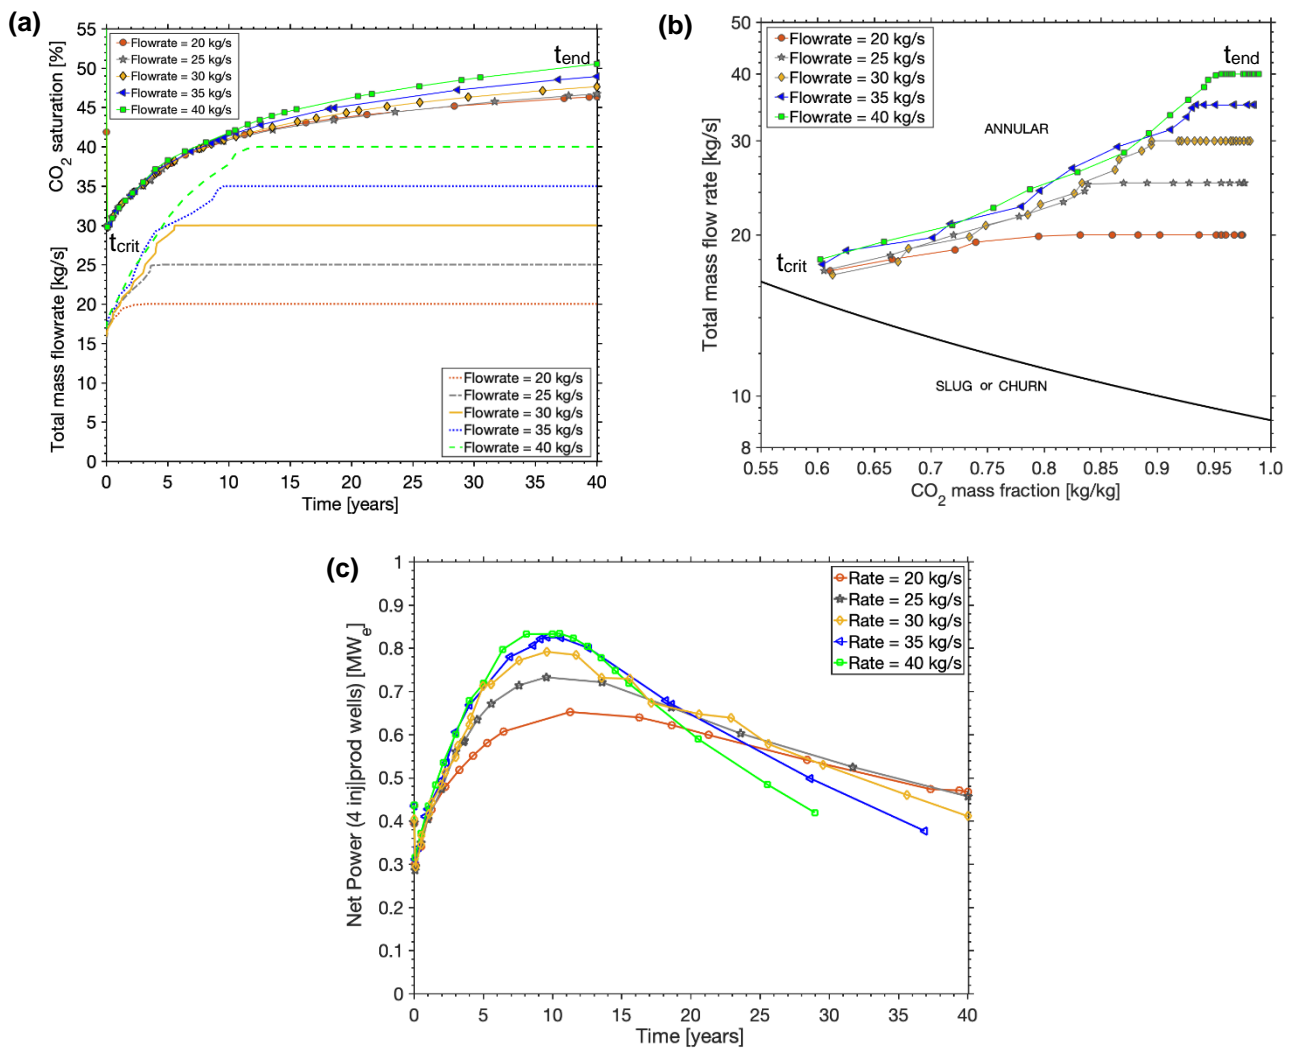 (a)
CO2 saturation [%]
Total mass flowrate [kg/s]
55
50
45
40
35
30
25
20
15
10
5
0
Flowrate = 20 kg/s
Flowrate = 25 kg/s
Flowrate = 30 kg/s
Flowrate = 35 kg/s
Flowrate = 40 kg/s
tend
tcrit
Flowrate = 20 kg/s
Flowrate = 25 kg/s
Flowrate = 30 kg/s
Flowrate = 35 kg/s
Flowrate = 40 kg/s
0 5 10 15 20 25 30 35 40
Time [years]
(b)
Total mass flow rate [kg/s]
50
40
30
20
10
8
Flowrate = 20 kg/s
Flowrate = 25 kg/s
Flowrate = 30 kg/s
Flowrate = 35 kg/s
Flowrate = 40 kg/s
tend
ANNULAR
tcrit
SLUG or CHURN
0.55 0.6 0.65 0.7 0.75 0.8 0.85 0.9 0.95 1.0
CO2 mass fraction [kg/kg]
(c)
Net Power (4 inj|prod wells) [MWe]
1
0.9
0.8
0.7
0.6
0.5
0.4
0.3
0.2
0.1
0
Rate = 20 kg/s
Rate = 25 kg/s
Rate = 30 kg/s
Rate = 35 kg/s
Rate = 40 kg/s
0 5 10 15 20 25 30 35 40
Time [years]